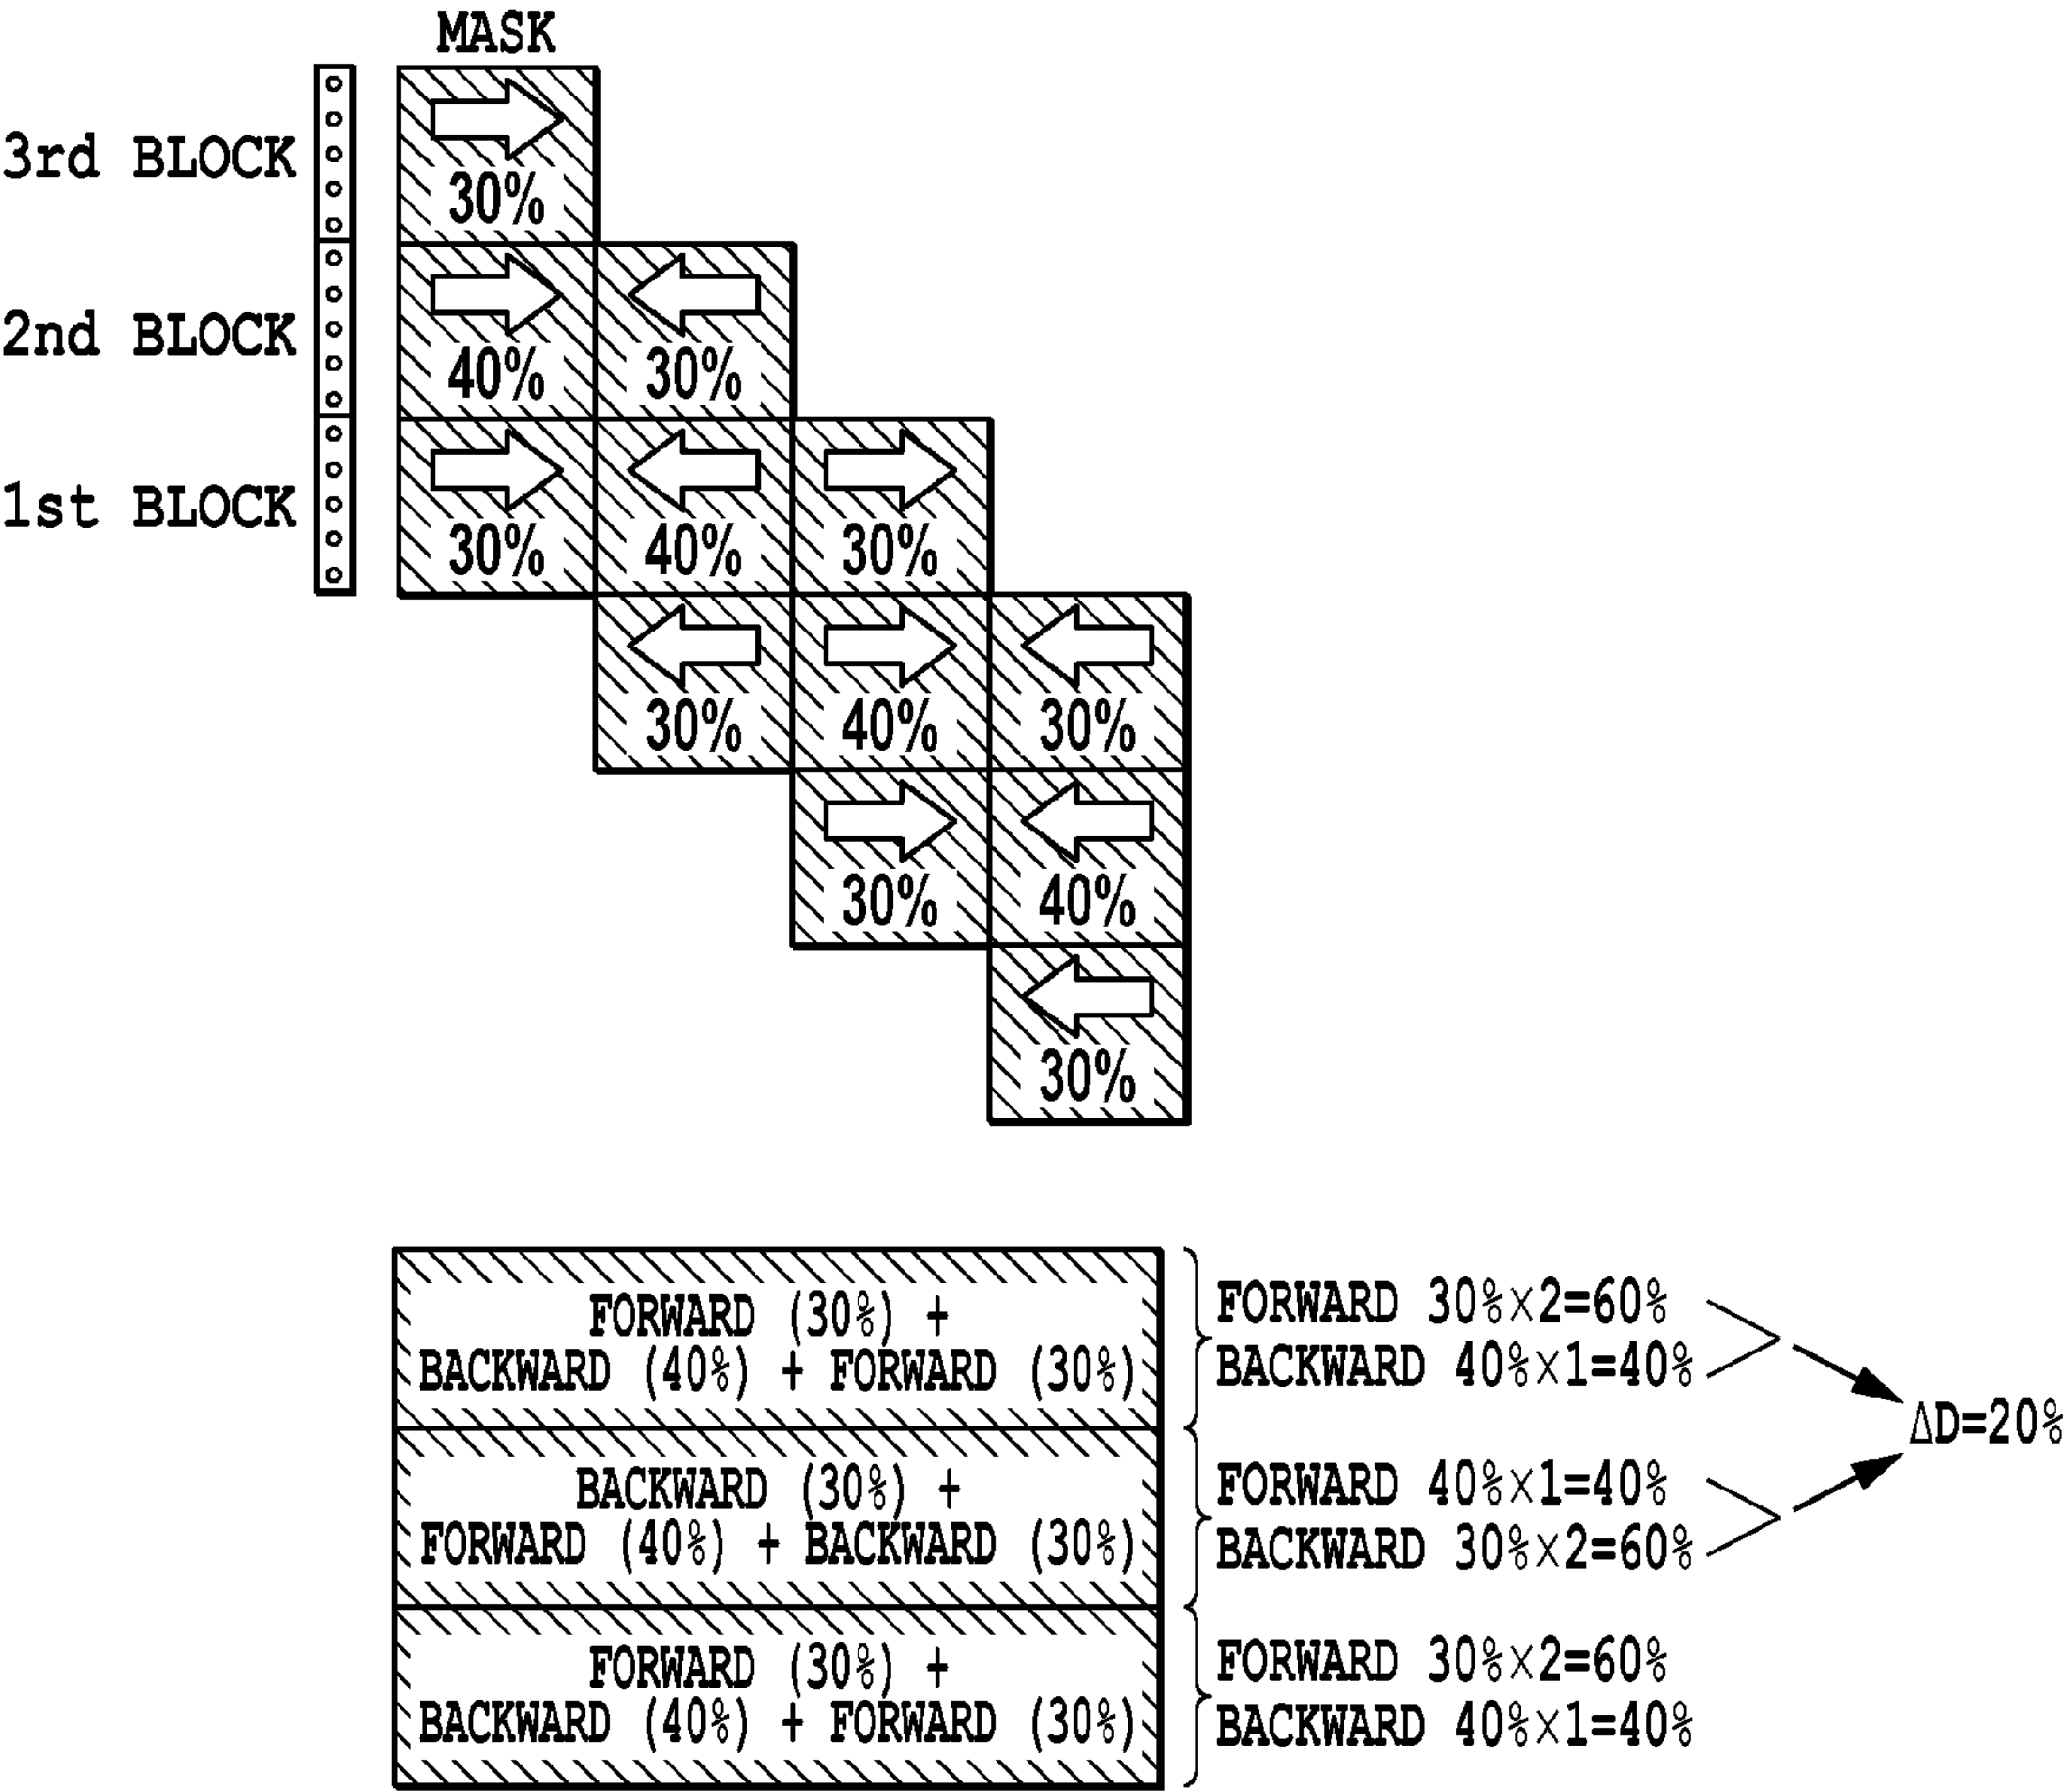 MASK
3rd BLOCK
30%
2nd BLOCK
40% 30%
1st BLOCK
30% 40% 30%
30% 40% 30%
30% 40%
30%
FORWARD (30%) +
BACKWARD (40%) + FORWARD (30%)
FORWARD 30%×2=60%
BACKWARD 40%×1=40%
ΔD=20%
BACKWARD (30%) +
FORWARD (40%) + BACKWARD (30%)
FORWARD 40%×1=40%
BACKWARD 30%×2=60%
FORWARD (30%) +
BACKWARD (40%) + FORWARD (30%)
FORWARD 30%×2=60%
BACKWARD 40%×1=40%